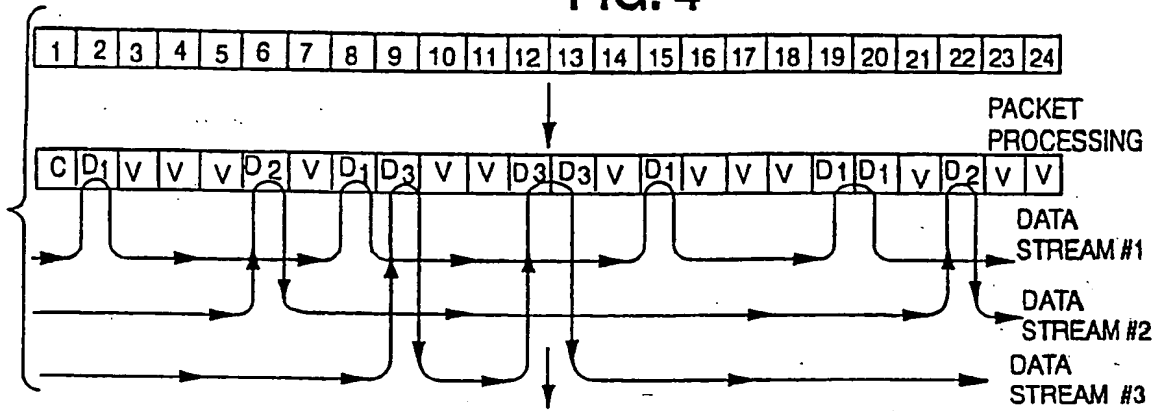 FIG. 4
1 2 3 4 5 6 7 8 9 10 11 12 13 14 15 16 17 18 19 20 21 22 23 24
PACKET
PROCESSING
C D1 V V V D2 V D1 D3 V V D3 D3 V D1 V V V D1 D1 V D2 V V
DATA
STREAM #1
DATA
STREAM #2
DATA
STREAM #3